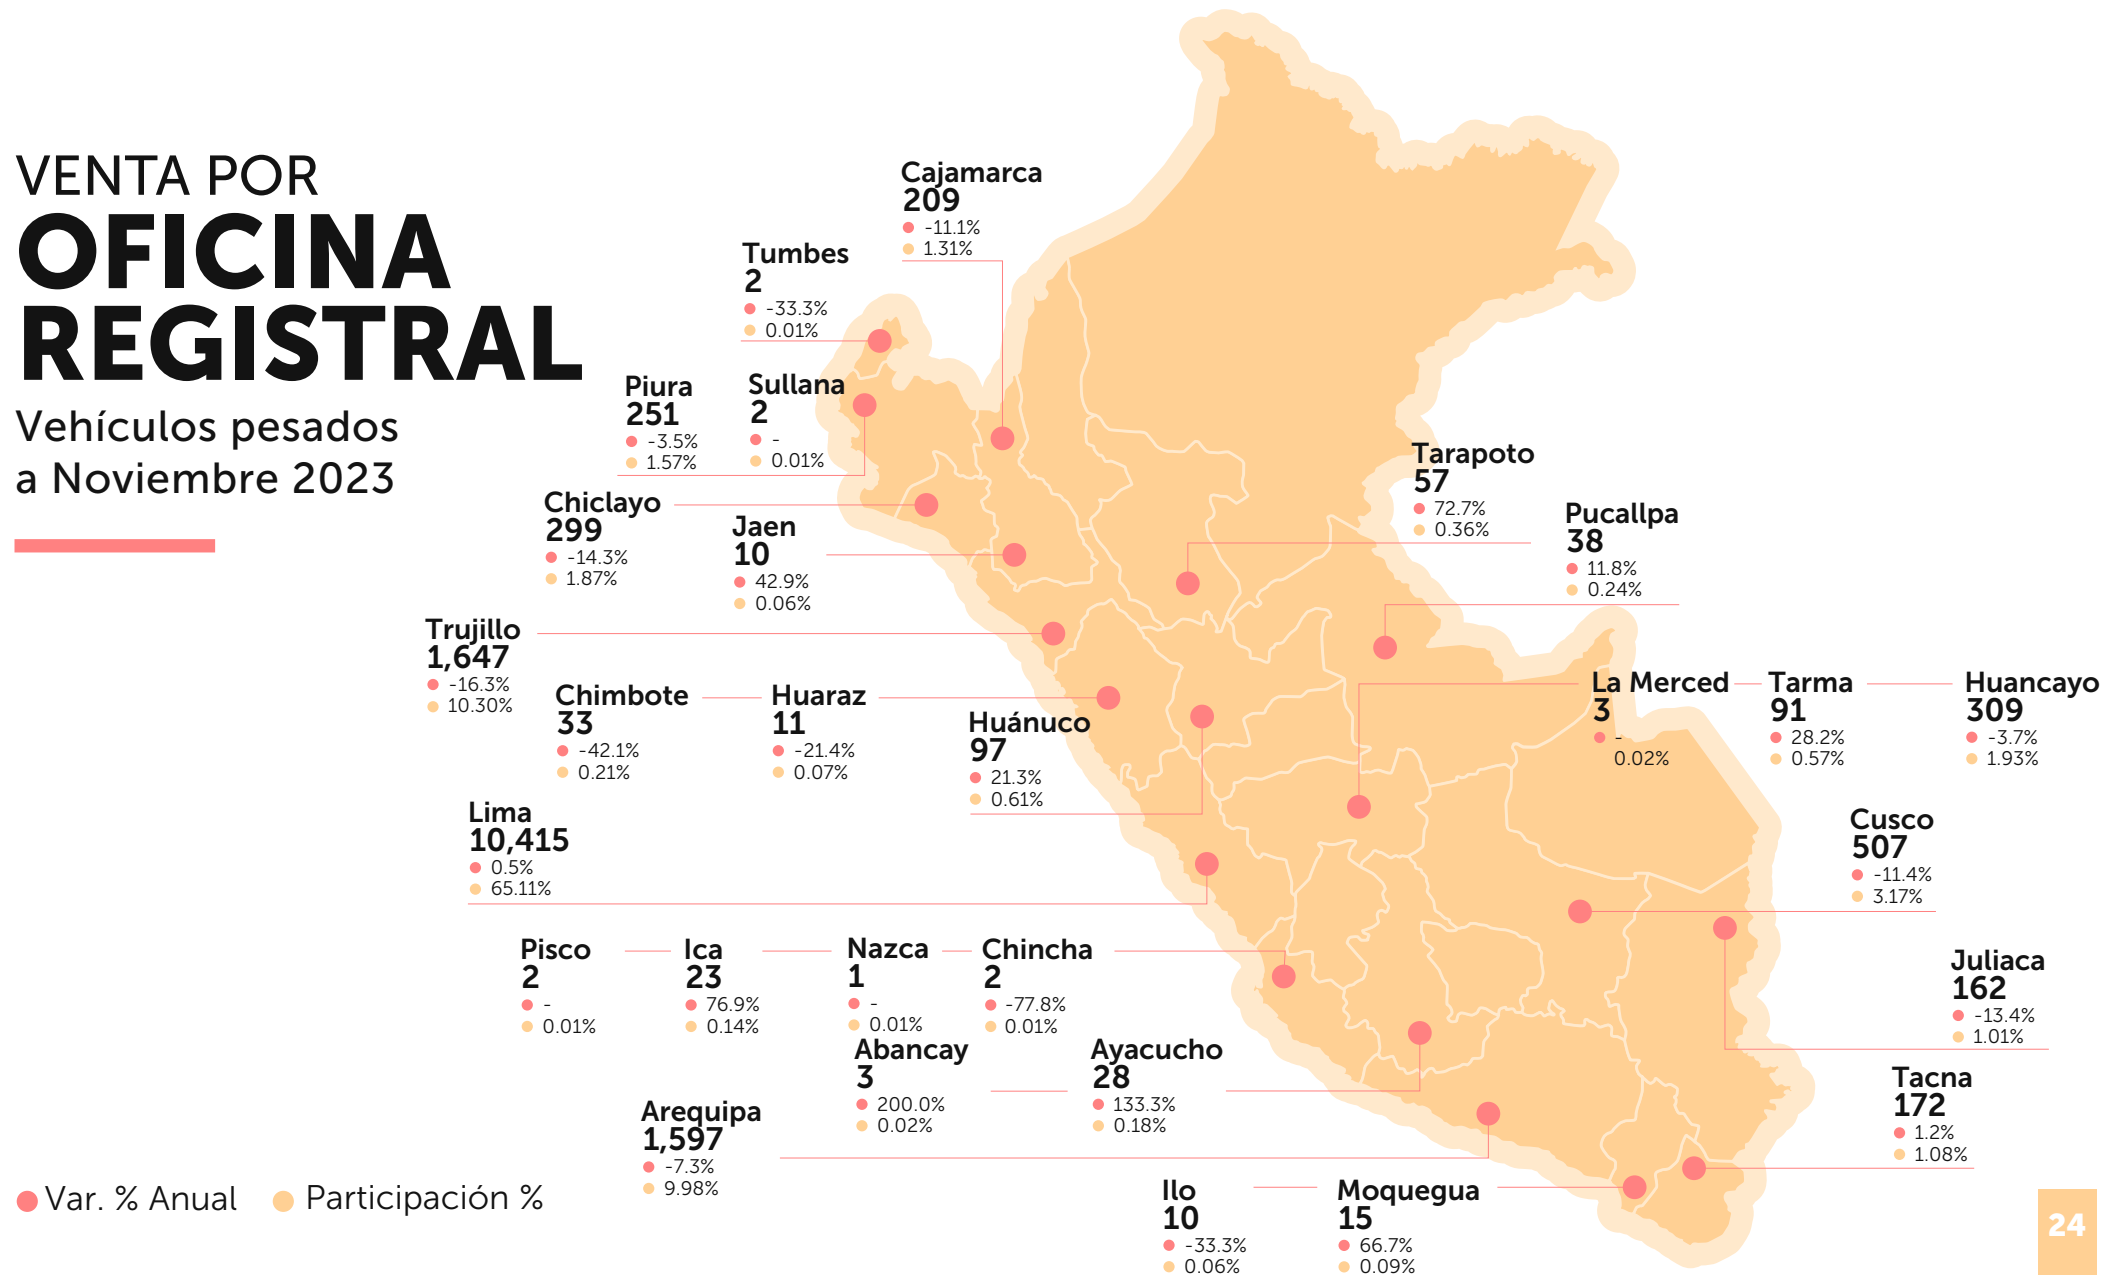 VENTA POR
OFICINA
REGISTRAL
Vehículos pesados
a Noviembre 2023
Cajamarca
209
-11.1%
1.31%
Tumbes
2
-33.3%
0.01%
Piura
251
-3.5%
1.57%
Sullana
2
-
0.01%
Chiclayo
299
-14.3%
1.87%
Jaen
10
42.9%
0.06%
Tarapoto
57
72.7%
0.36%
Pucallpa
38
11.8%
0.24%
Trujillo
1,647
-16.3%
10.30%
Chimbote
33
-42.1%
0.21%
Huaraz
11
-21.4%
0.07%
Huánuco
97
21.3%
0.61%
La Merced
3
-
0.02%
Tarma
91
28.2%
0.57%
Huancayo
309
-3.7%
1.93%
Lima
10,415
0.5%
65.11%
Cusco
507
-11.4%
3.17%
Pisco
2
-
0.01%
Ica
23
76.9%
0.14%
Nazca
1
-
0.01%
Chincha
2
-77.8%
0.01%
Juliaca
162
-13.4%
1.01%
Abancay
3
200.0%
0.02%
Ayacucho
28
133.3%
0.18%
Tacna
172
1.2%
1.08%
Arequipa
1,597
-7.3%
9.98%
Ilo
10
-33.3%
0.06%
Moquegua
15
66.7%
0.09%
Var. % Anual
Participación %
24